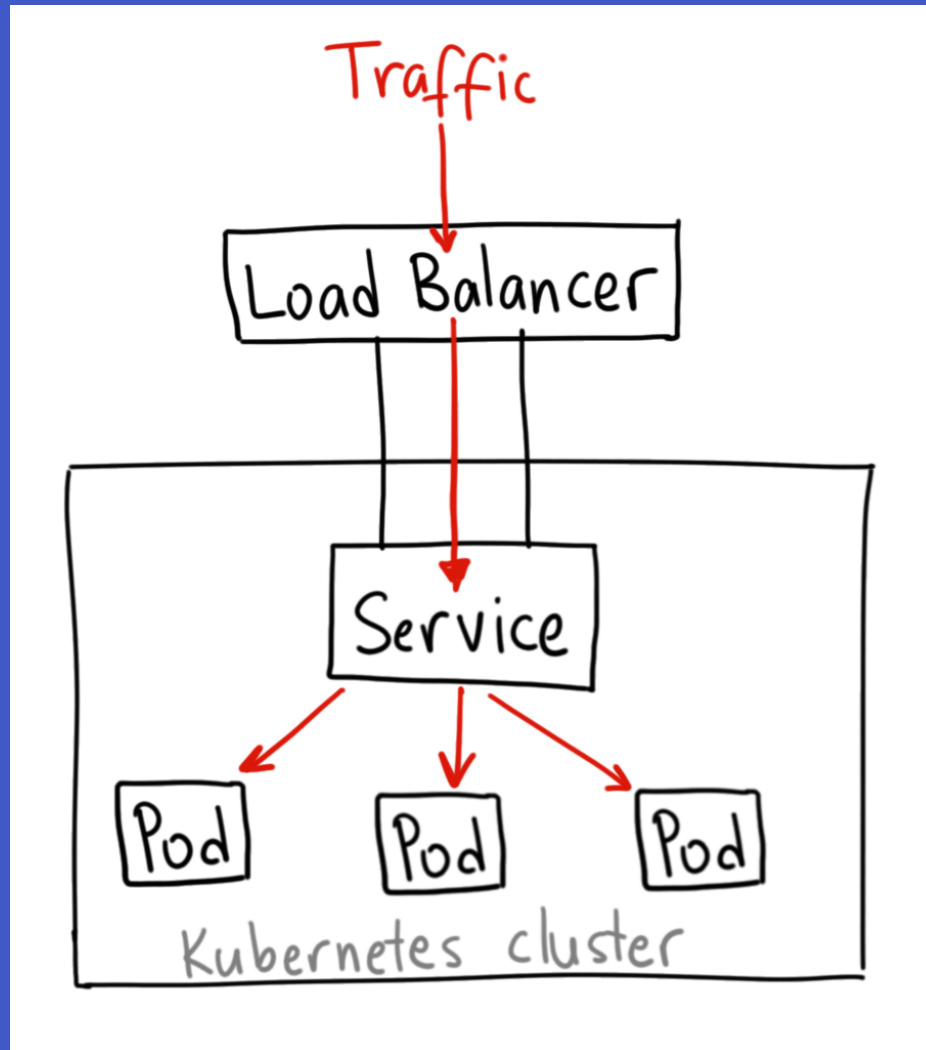 Traffic
Load Balancer
Service
Pod Pod Pod
Kubernetes cluster